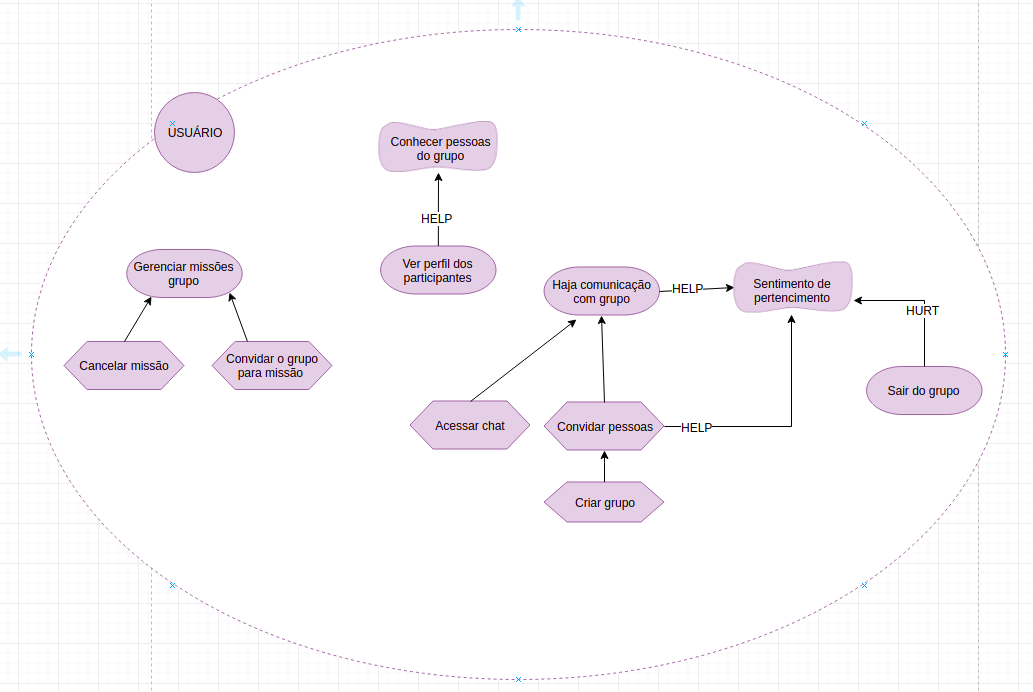 USUÁRIO
Conhecer pessoas
do grupo
HELP
Ver perfil dos
participantes
Gerenciar missões
grupo
Cancelar missão
Convidar o grupo
para missão
Haja comunicação
com grupo
HELP
Sentimento de
pertencimento
HURT
Sair do grupo
Acessar chat
Convidar pessoas
HELP
Criar grupo